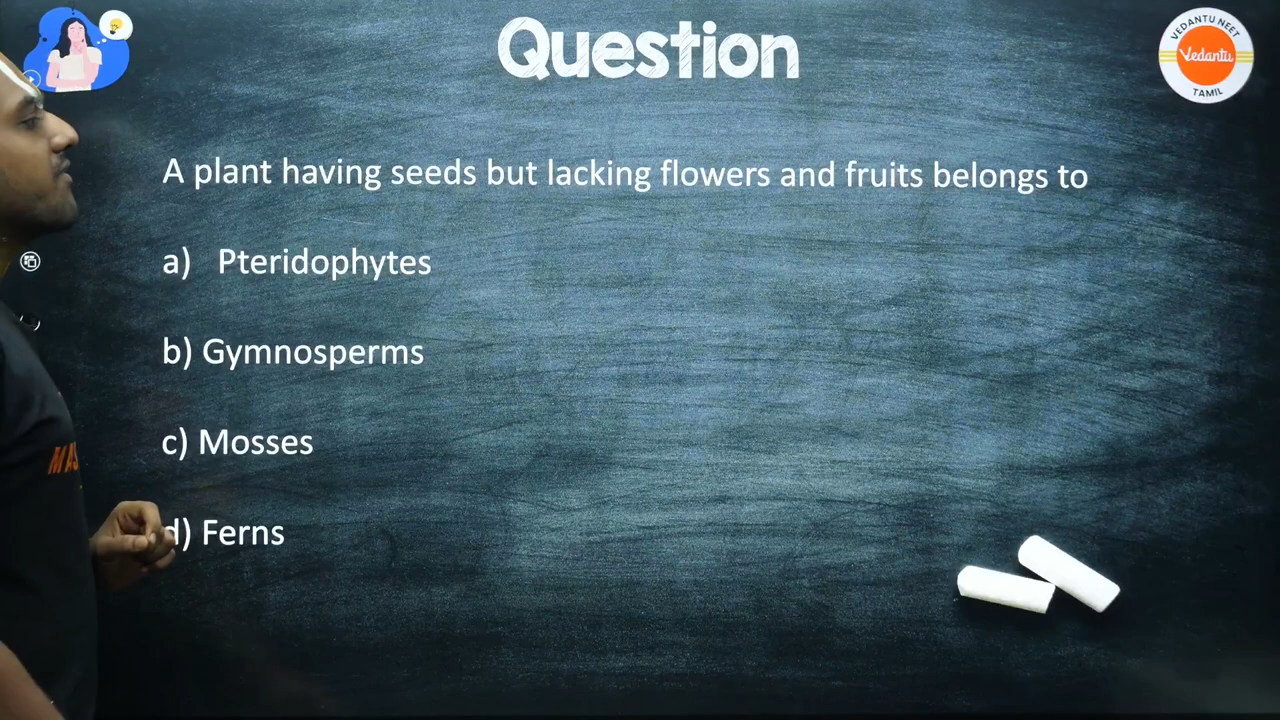 Question
VEDANTU NEET
Vedantu
TAMIL
A plant having seeds but lacking flowers and fruits belongs to
a) Pteridophytes
b) Gymnosperms
c) Mosses
d) Ferns